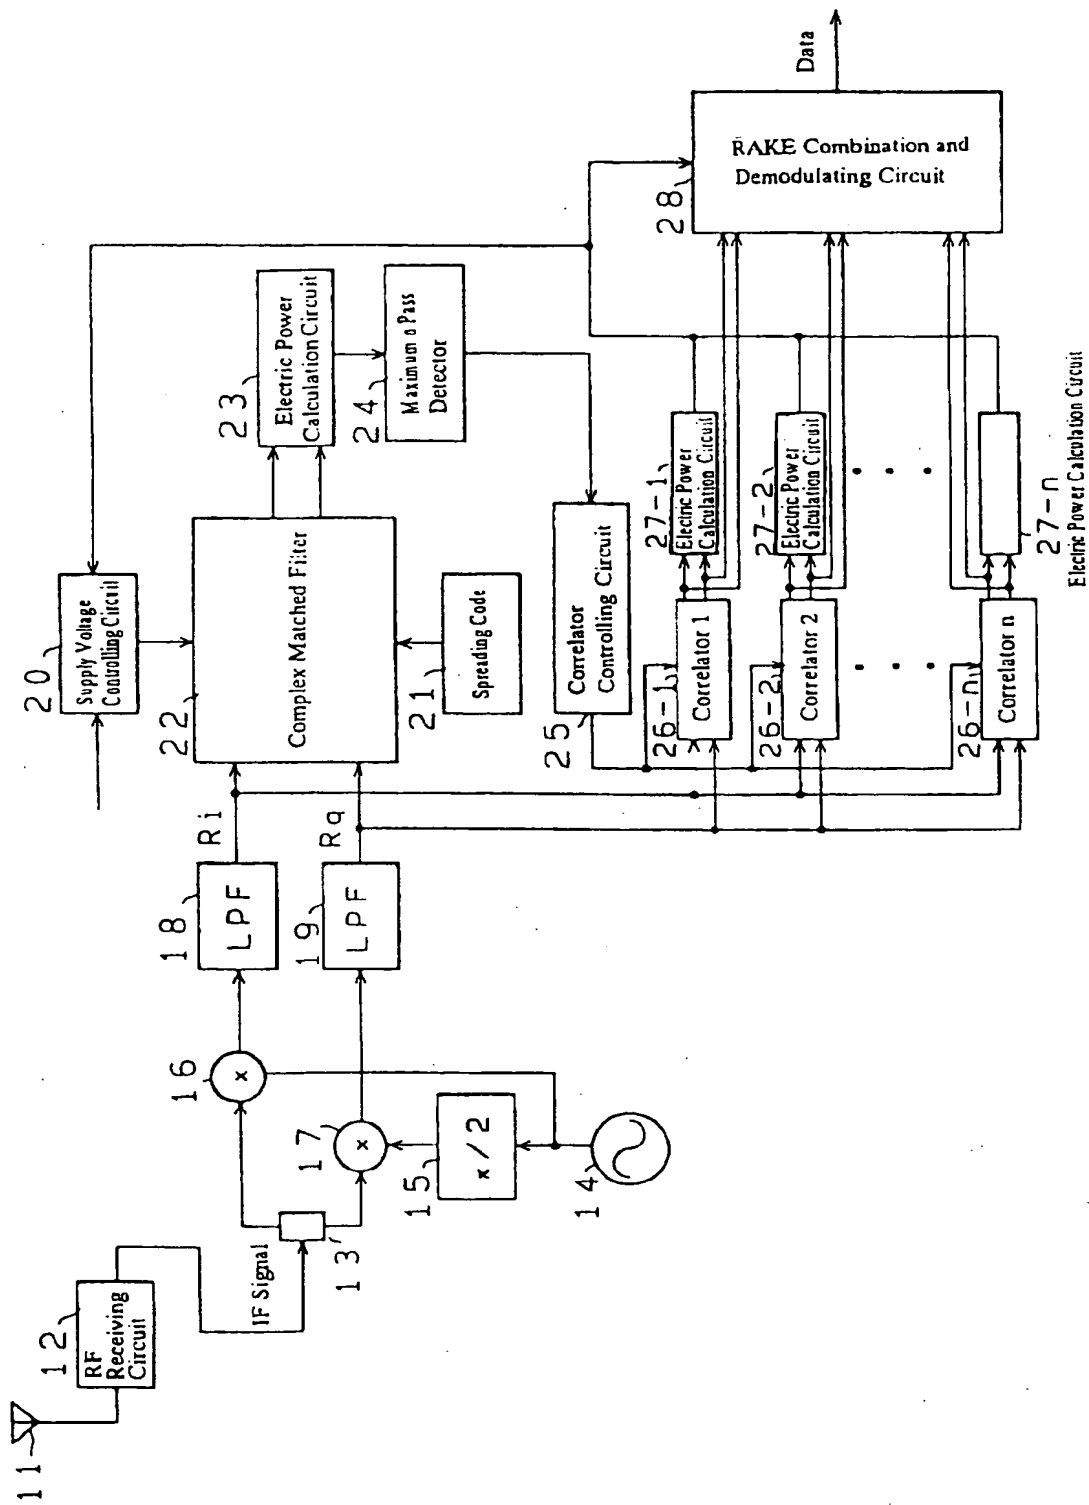 11
12
RF
Receiving
Circuit
IF Signal
13
14
15
π/2
16
x
17
x
18
LPF
Ri
19
LPF
Rq
20
Supply Voltage
Controlling Circuit
22
Complex Matched Filter
21
Spreading Code
23
Electric Power
Calculation Circuit
24
Maximum a Pass
Detector
25
Correlator
Controlling Circuit
26-1
Correlator 1
26-2
Correlator 2
26-n
Correlator n
27-1
Electric Power
Calculation Circuit
27-2
Electric Power
Calculation Circuit
27-n
Electric Power Calculation Circuit
28
RAKE Combination and
Demodulating Circuit
Data